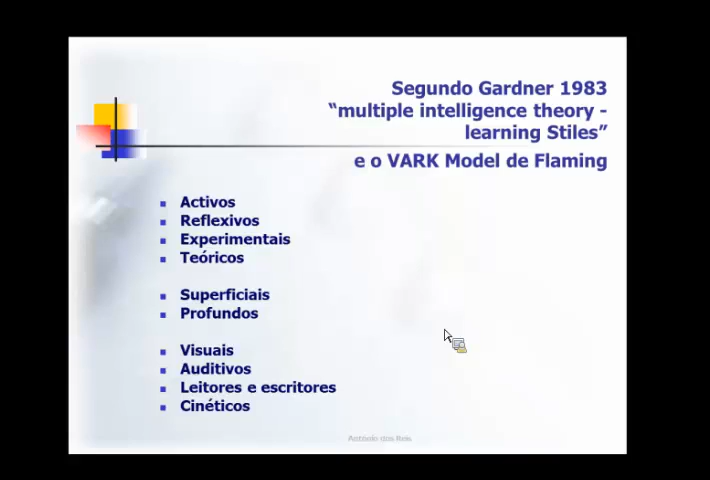 Segundo Gardner 1983
“multiple intelligence theory -
learning Stiles”
e o VARK Model de Flaming
Activos
Reflexivos
Experimentais
Teóricos
Superficiais
Profundos
Visuais
Auditivos
Leitores e escritores
Cinéticos
António dos Reis